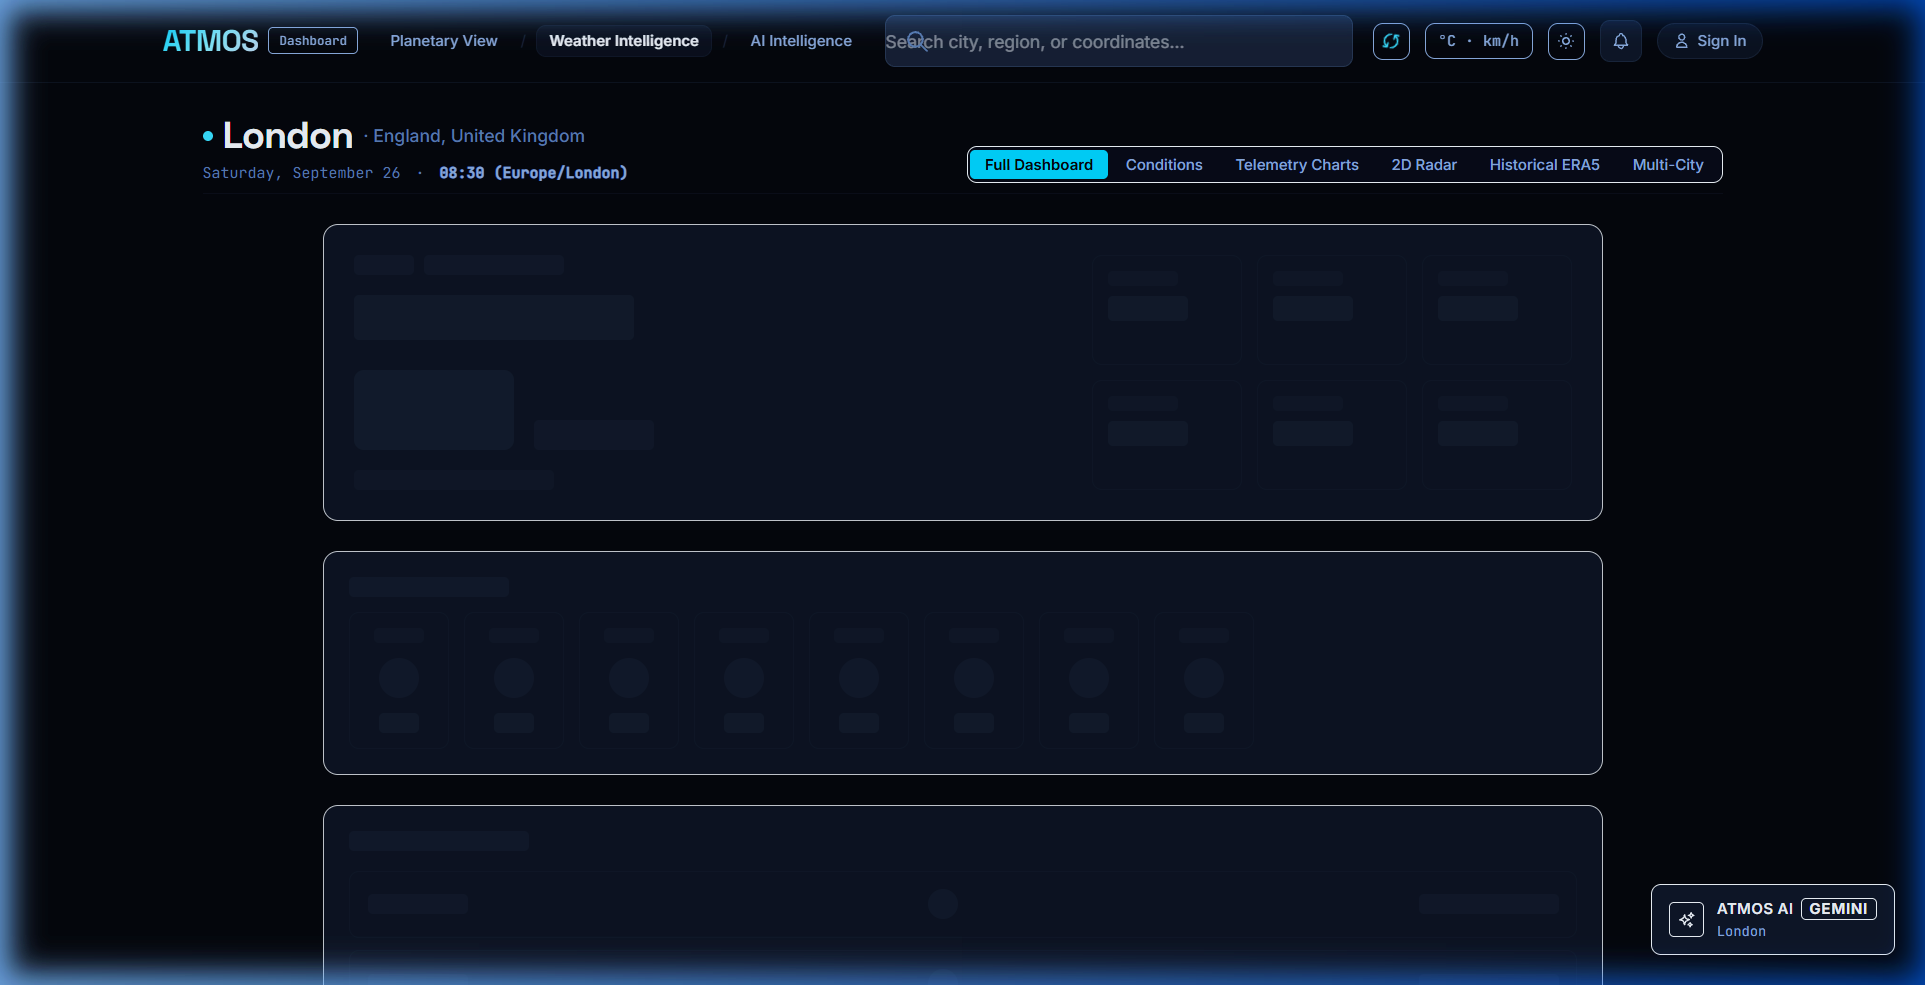 ATMOS Dashboard Planetary View / Weather Intelligence / AI Intelligence Search city, region, or coordinates... °C · km/h Sign In
London · England, United Kingdom
Saturday, September 26 · 08:30 (Europe/London)
Full Dashboard Conditions Telemetry Charts 2D Radar Historical ERA5 Multi-City
ATMOS AI GEMINI
London